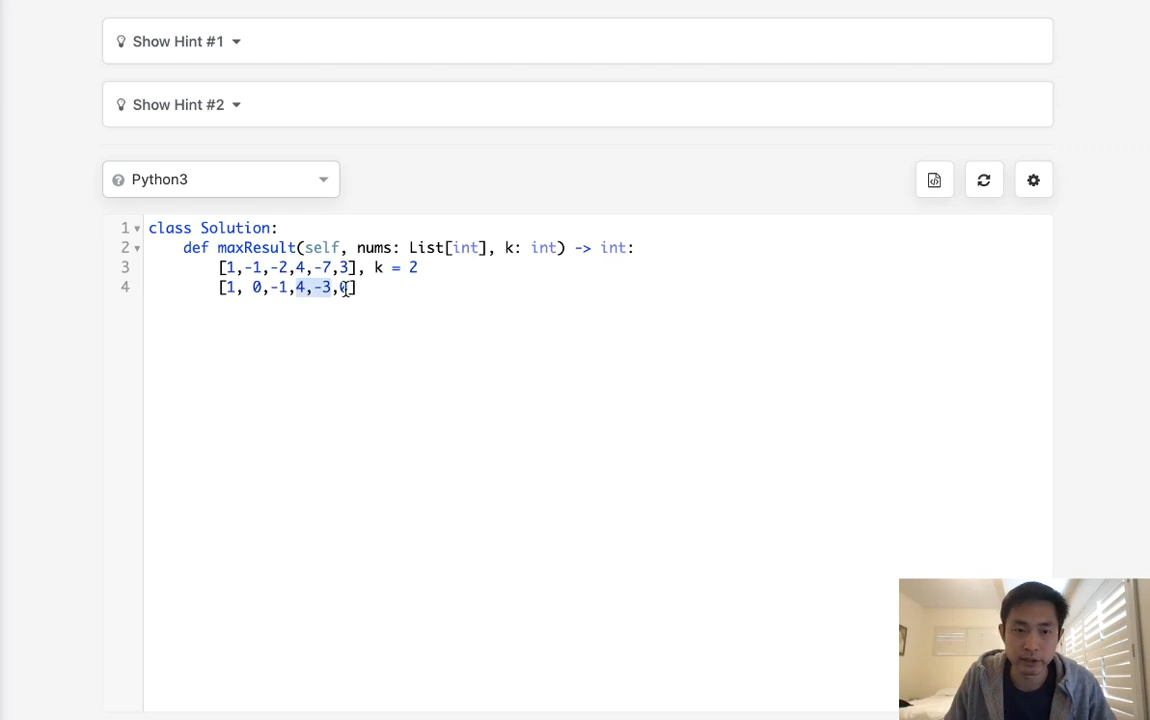 Show Hint #1
Show Hint #2
Python3
1 class Solution:
2 def maxResult(self, nums: List[int], k: int) -> int:
3 [1,-1,-2,4,-7,3], k = 2
4 [1, 0,-1,4,-3,0]